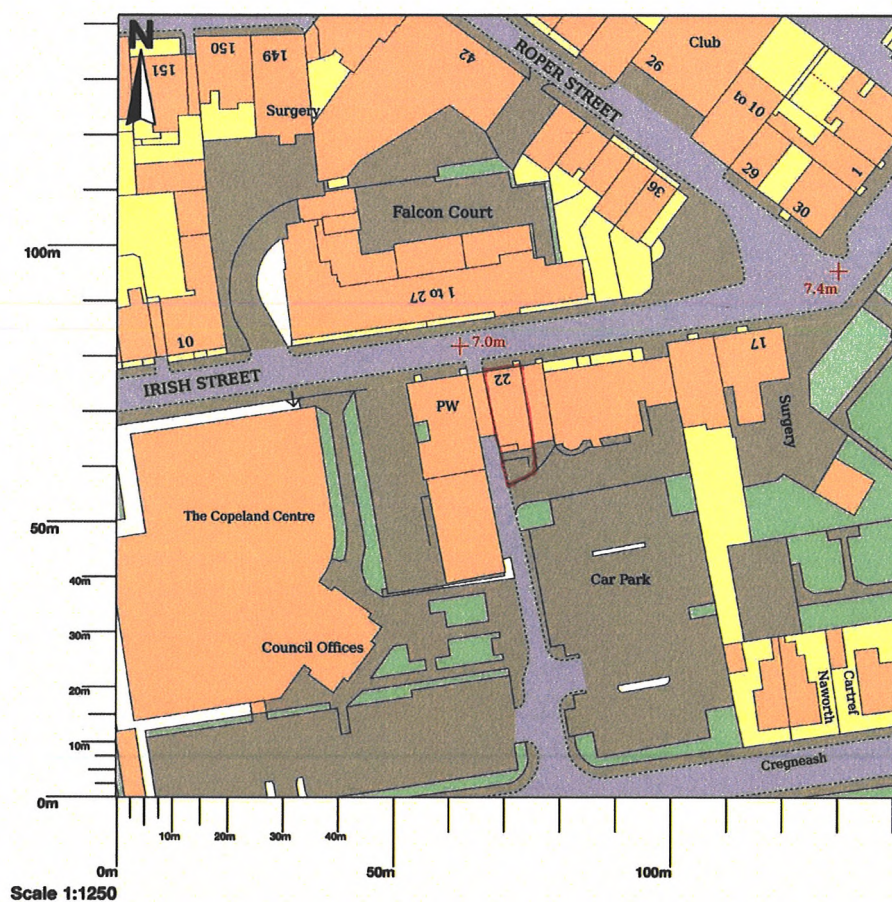 N
151
150
149
Surgery
42
ROPER STREET
26
Club
to 10
29
30
1
36
Falcon Court
1 to 27
100m
7.4m
7.0m
10
IRISH STREET
22
PW
17
Surgery
50m
The Copeland Centre
40m
Car Park
30m
Council Offices
20m
Naworth
Cartref
10m
Cregneash
0m
10m
20m
30m
40m
0m
50m
100m
Scale 1:1250